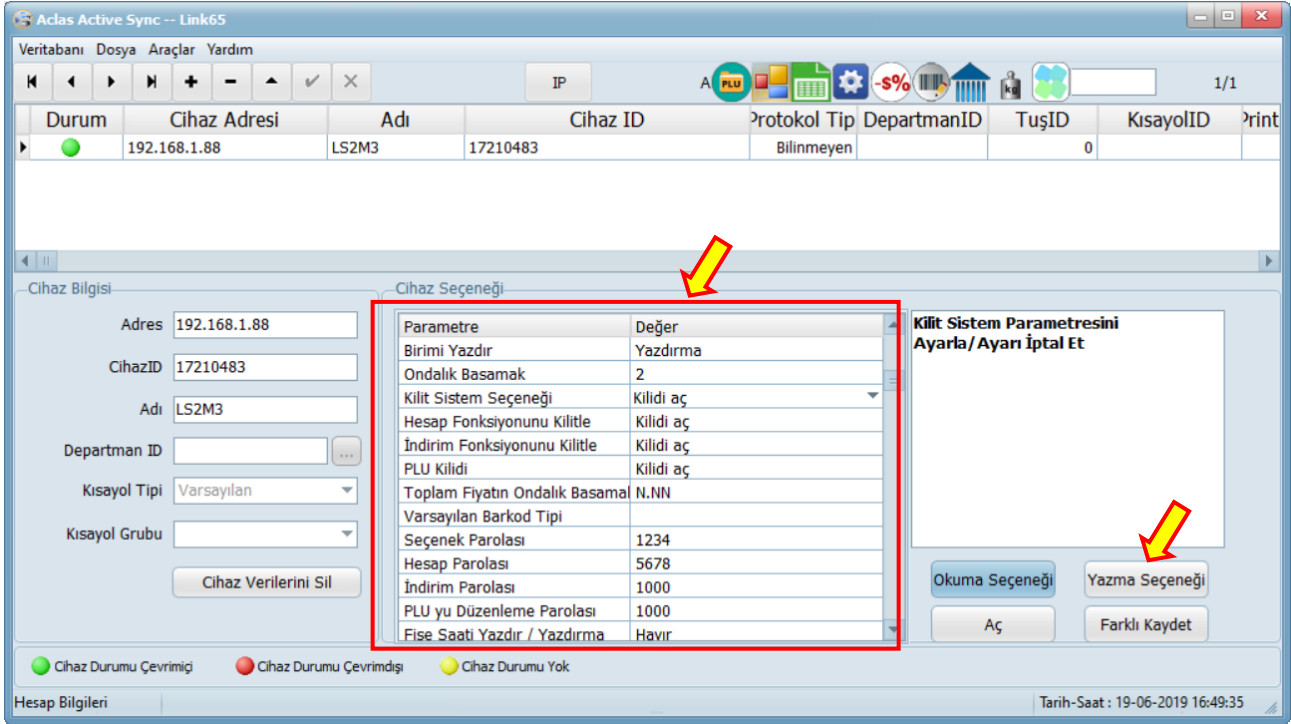 Aclas Active Sync -- Link65
Veritabanı Dosya Araçlar Yardım
IP A PLU -$% kg 1/1
Durum Cihaz Adresi Adı Cihaz ID Protokol Tip DepartmanID TuşID KısayolID Print
192.168.1.88 LS2M3 17210483 Bilinmeyen 0
Cihaz Bilgisi
Adres 192.168.1.88
CihazID 17210483
Adı LS2M3
Departman ID ...
Kısayol Tipi Varsayılan
Kısayol Grubu
Cihaz Verilerini Sil
Cihaz Seçeneği
Parametre Değer
Birimi Yazdır Yazdırma
Ondalık Basamak 2
Kilit Sistem Seçeneği Kilidi aç
Hesap Fonksiyonunu Kilitle Kilidi aç
İndirim Fonksiyonunu Kilitle Kilidi aç
PLU Kilidi Kilidi aç
Toplam Fiyatın Ondalık Basamal N.NN
Varsayılan Barkod Tipi
Seçenek Parolası 1234
Hesap Parolası 5678
İndirim Parolası 1000
PLU yu Düzenleme Parolası 1000
Fişe Saati Yazdır / Yazdırma Hayır
Kilit Sistem Parametresini
Ayarla/Ayarı İptal Et
Okuma Seçeneği Yazma Seçeneği
Aç Farklı Kaydet
Cihaz Durumu Çevrimiçi Cihaz Durumu Çevrimdışı Cihaz Durumu Yok
Hesap Bilgileri Tarih-Saat : 19-06-2019 16:49:35